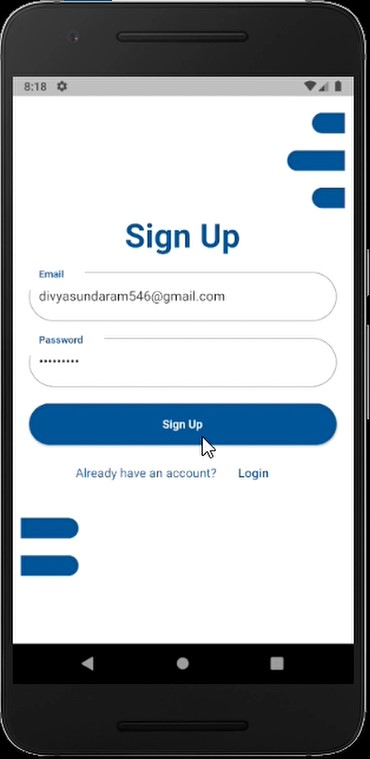 8:18
Sign Up
Email
divyasundaram546@gmail.com
Password
•••••••••
Sign Up
Already have an account? Login